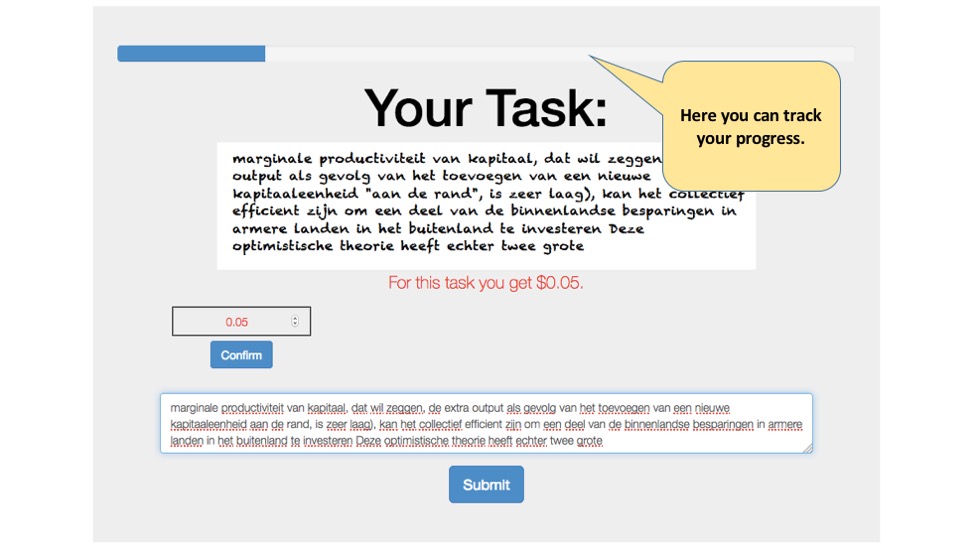 Here you can track
your progress.
Your Task:
marginale productiviteit van kapitaal, dat wil zeggen
output als gevolg van het toevoegen van een nieuwe
kapitaaleenheid "aan de rand", is zeer laag), kan het collectief
efficient zijn om een deel van de binnenlandse besparingen in
armere landen in het buitenland te investeren Deze
optimistische theorie heeft echter twee grote
For this task you get $0.05.
0.05
Confirm
marginale productiviteit van kapitaal, dat wil zeggen, de extra output als gevolg van het toevoegen van een nieuwe
kapitaaleenheid aan de rand, is zeer laag), kan het collectief efficient zijn om een deel van de binnenlandse besparingen in armere
landen in het buitenland te investeren Deze optimistische theorie heeft echter twee grote
Submit